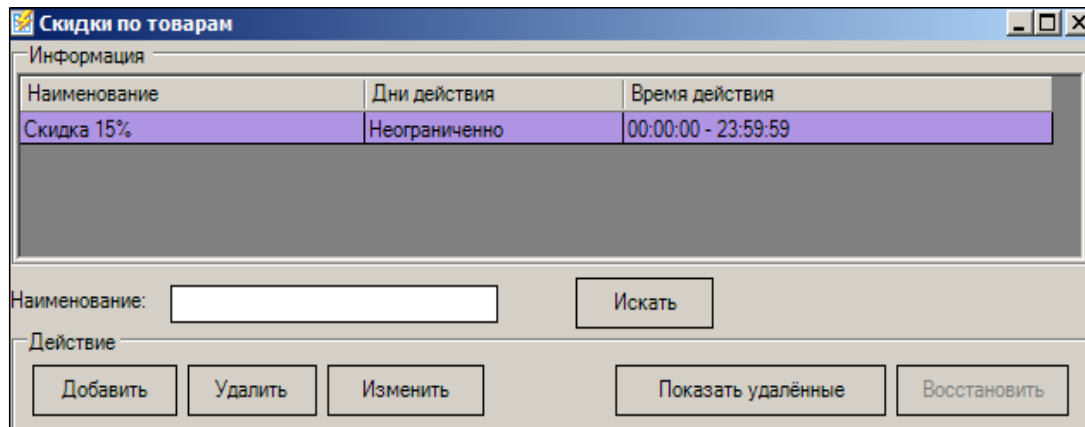 Скидки по товарам
Информация
Наименование Дни действия Время действия
Скидка 15% Неограниченно 00:00:00 - 23:59:59
Наименование: Искать
Действие
Добавить Удалить Изменить Показать удалённые Восстановить